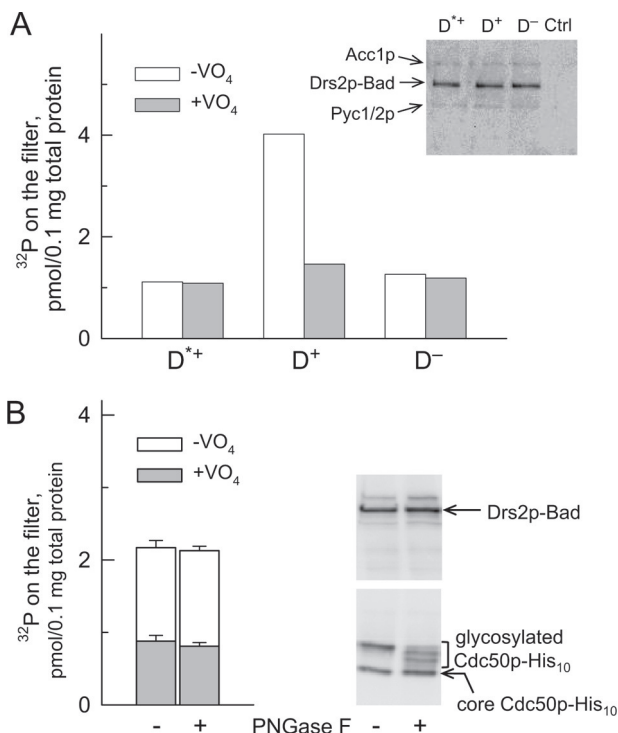 A
³²P on the filter,
pmol/0.1 mg total protein
4
2
0
-VO₄
+VO₄
D*⁺
D⁺
D⁻
D*⁺ D⁺ D⁻ Ctrl
Acc1p
Drs2p-Bad
Pyc1/2p
B
³²P on the filter,
pmol/0.1 mg total protein
4
2
0
-VO₄
+VO₄
- + PNGase F - +
Drs2p-Bad
glycosylated
Cdc50p-His₁₀
core Cdc50p-His₁₀